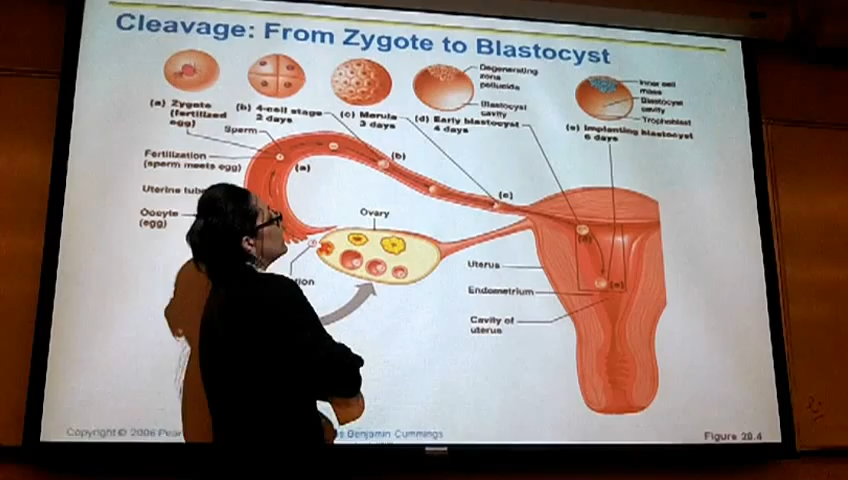 Cleavage: From Zygote to Blastocyst
Degenerating
zona
pellucida
Blastocyst
cavity
Inner cell
mass
Blastocyst
cavity
Trophoblast
(a) Zygote
(fertilized
egg)
(b) 4-cell stage
2 days
(c) Morula
3 days
(d) Early blastocyst
4 days
(e) Implanting blastocyst
6 days
Sperm
Fertilization
(sperm meets egg)
(a)
(b)
(c)
(d)
(e)
Uterine tube
Oocyte
(egg)
Ovary
Uterus
Endometrium
Cavity of
uterus
Copyright © 2006 Pear
Benjamin Cummings
Figure 20.4